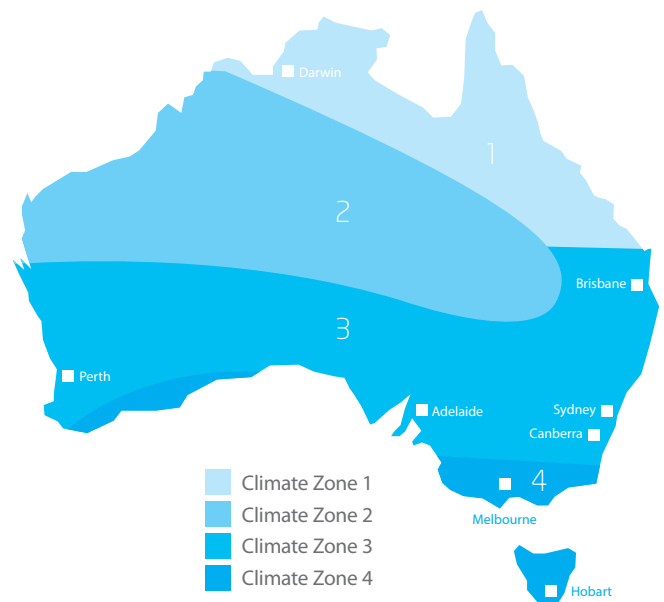 Darwin
1
2
Brisbane
3
Perth
Adelaide
Sydney
Canberra
4
Climate Zone 1
Climate Zone 2
Climate Zone 3
Climate Zone 4
Melbourne
Hobart